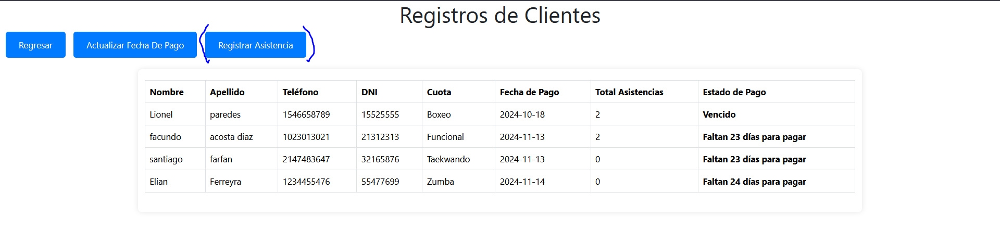 Registros de Clientes
Regresar Actualizar Fecha De Pago Registrar Asistencia
Nombre Apellido Teléfono DNI Cuota Fecha de Pago Total Asistencias Estado de Pago
Lionel paredes 1546658789 15525555 Boxeo 2024-10-18 2 Vencido
facundo acosta diaz 1023013021 21312313 Funcional 2024-11-13 2 Faltan 23 días para pagar
santiago farfan 2147483647 32165876 Taekwando 2024-11-13 0 Faltan 23 días para pagar
Elian Ferreyra 1234455476 55477699 Zumba 2024-11-14 0 Faltan 24 días para pagar